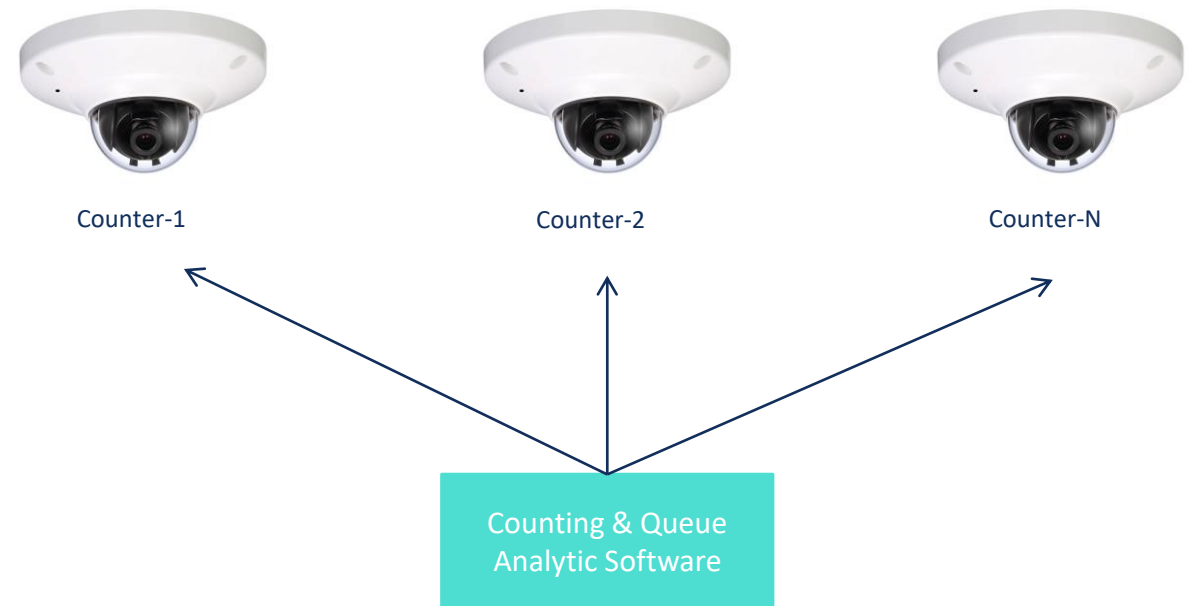 Counter-1
Counter-2
Counter-N
Counting & Queue
Analytic Software